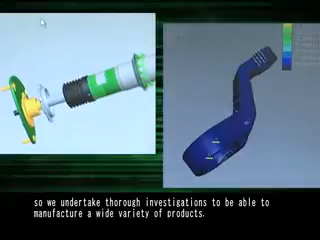 so we undertake thorough investigations to be able to
manufacture a wide variety of products.